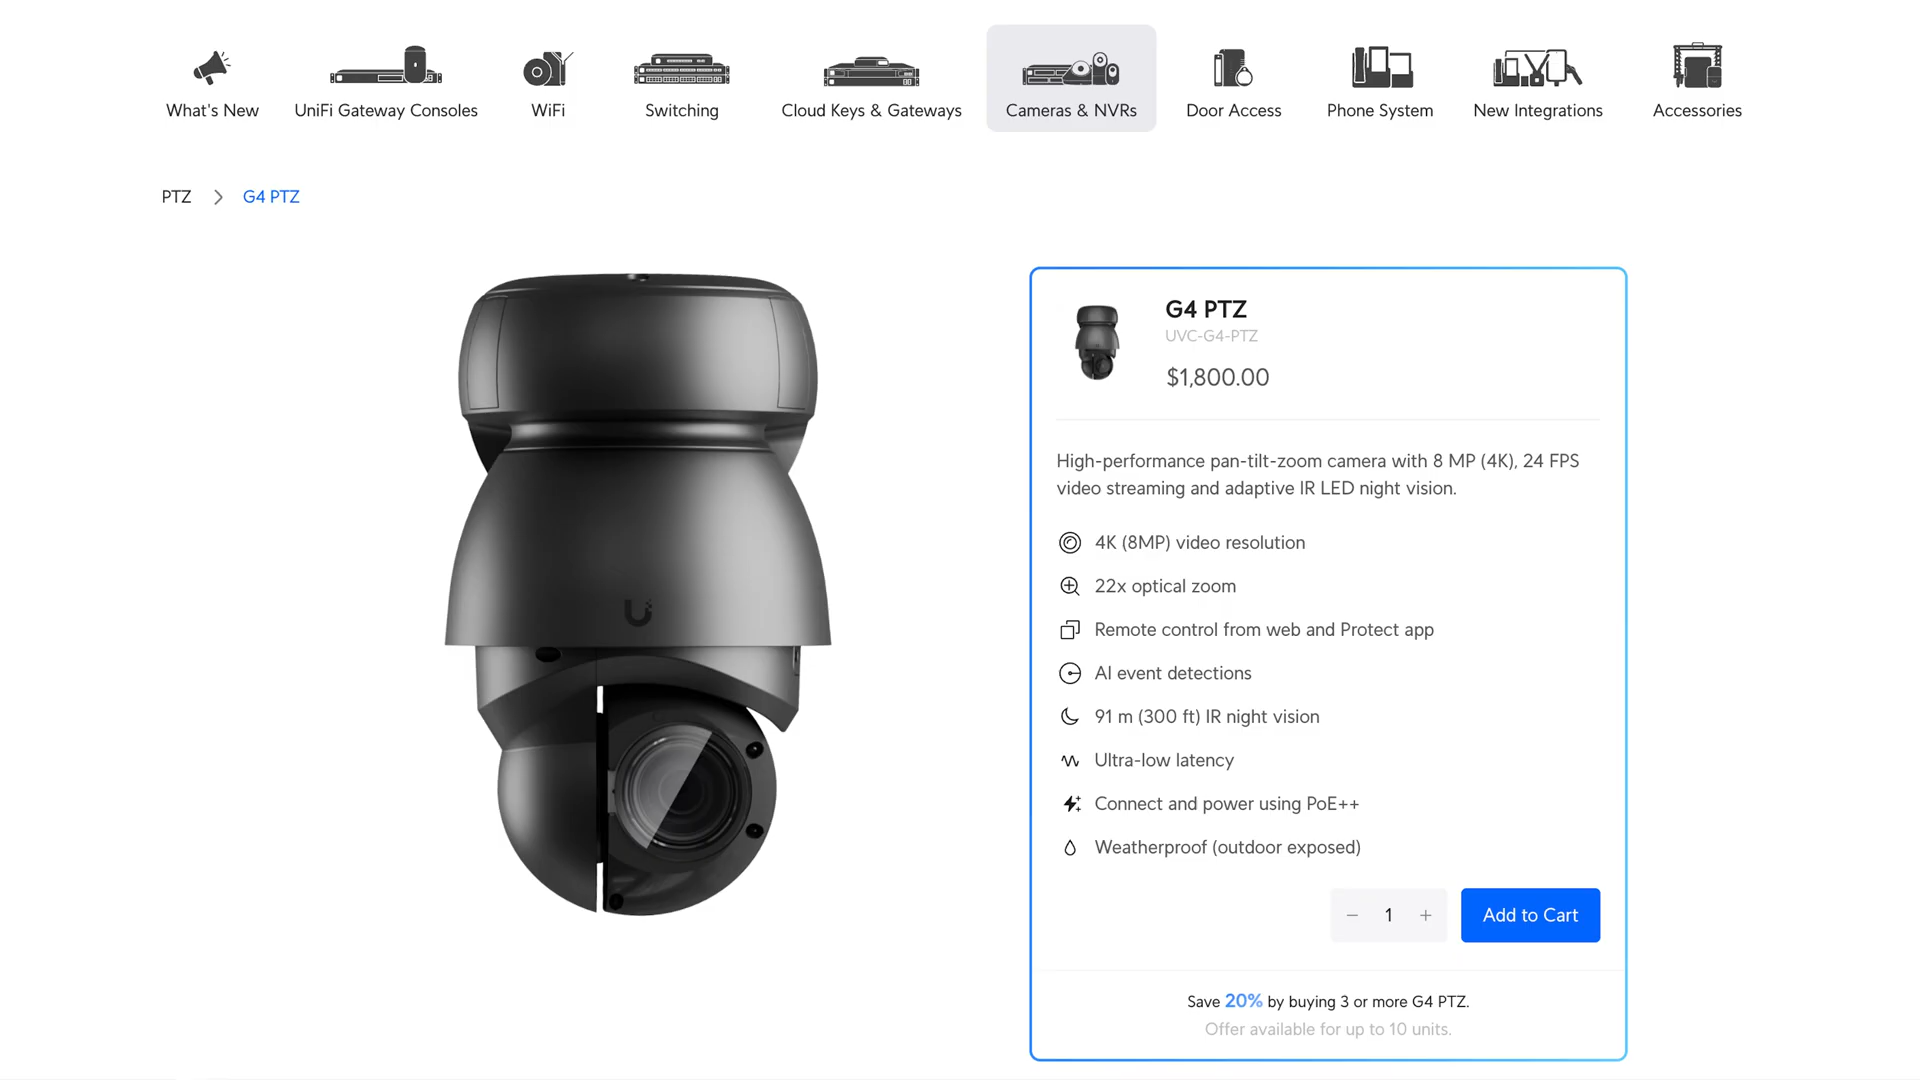 What's New
UniFi Gateway Consoles
WiFi
Switching
Cloud Keys & Gateways
Cameras & NVRs
Door Access
Phone System
New Integrations
Accessories
PTZ > G4 PTZ
G4 PTZ
UVC-G4-PTZ
$1,800.00
High-performance pan-tilt-zoom camera with 8 MP (4K), 24 FPS
video streaming and adaptive IR LED night vision.
4K (8MP) video resolution
22x optical zoom
Remote control from web and Protect app
AI event detections
91 m (300 ft) IR night vision
Ultra-low latency
Connect and power using PoE++
Weatherproof (outdoor exposed)
− 1 +
Add to Cart
Save 20% by buying 3 or more G4 PTZ.
Offer available for up to 10 units.